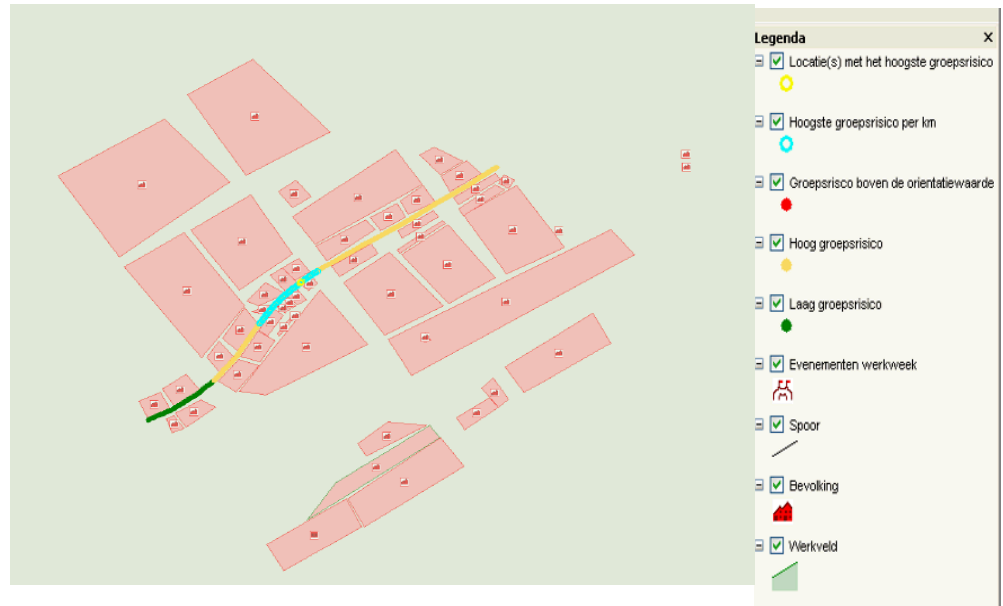 Legenda
Locatie(s) met het hoogste groepsrisico
Hoogste groepsrisico per km
Groepsrisco boven de orientatiewaarde
Hoog groepsrisico
Laag groepsrisico
Evenementen werkweek
Spoor
Bevolking
Werkveld